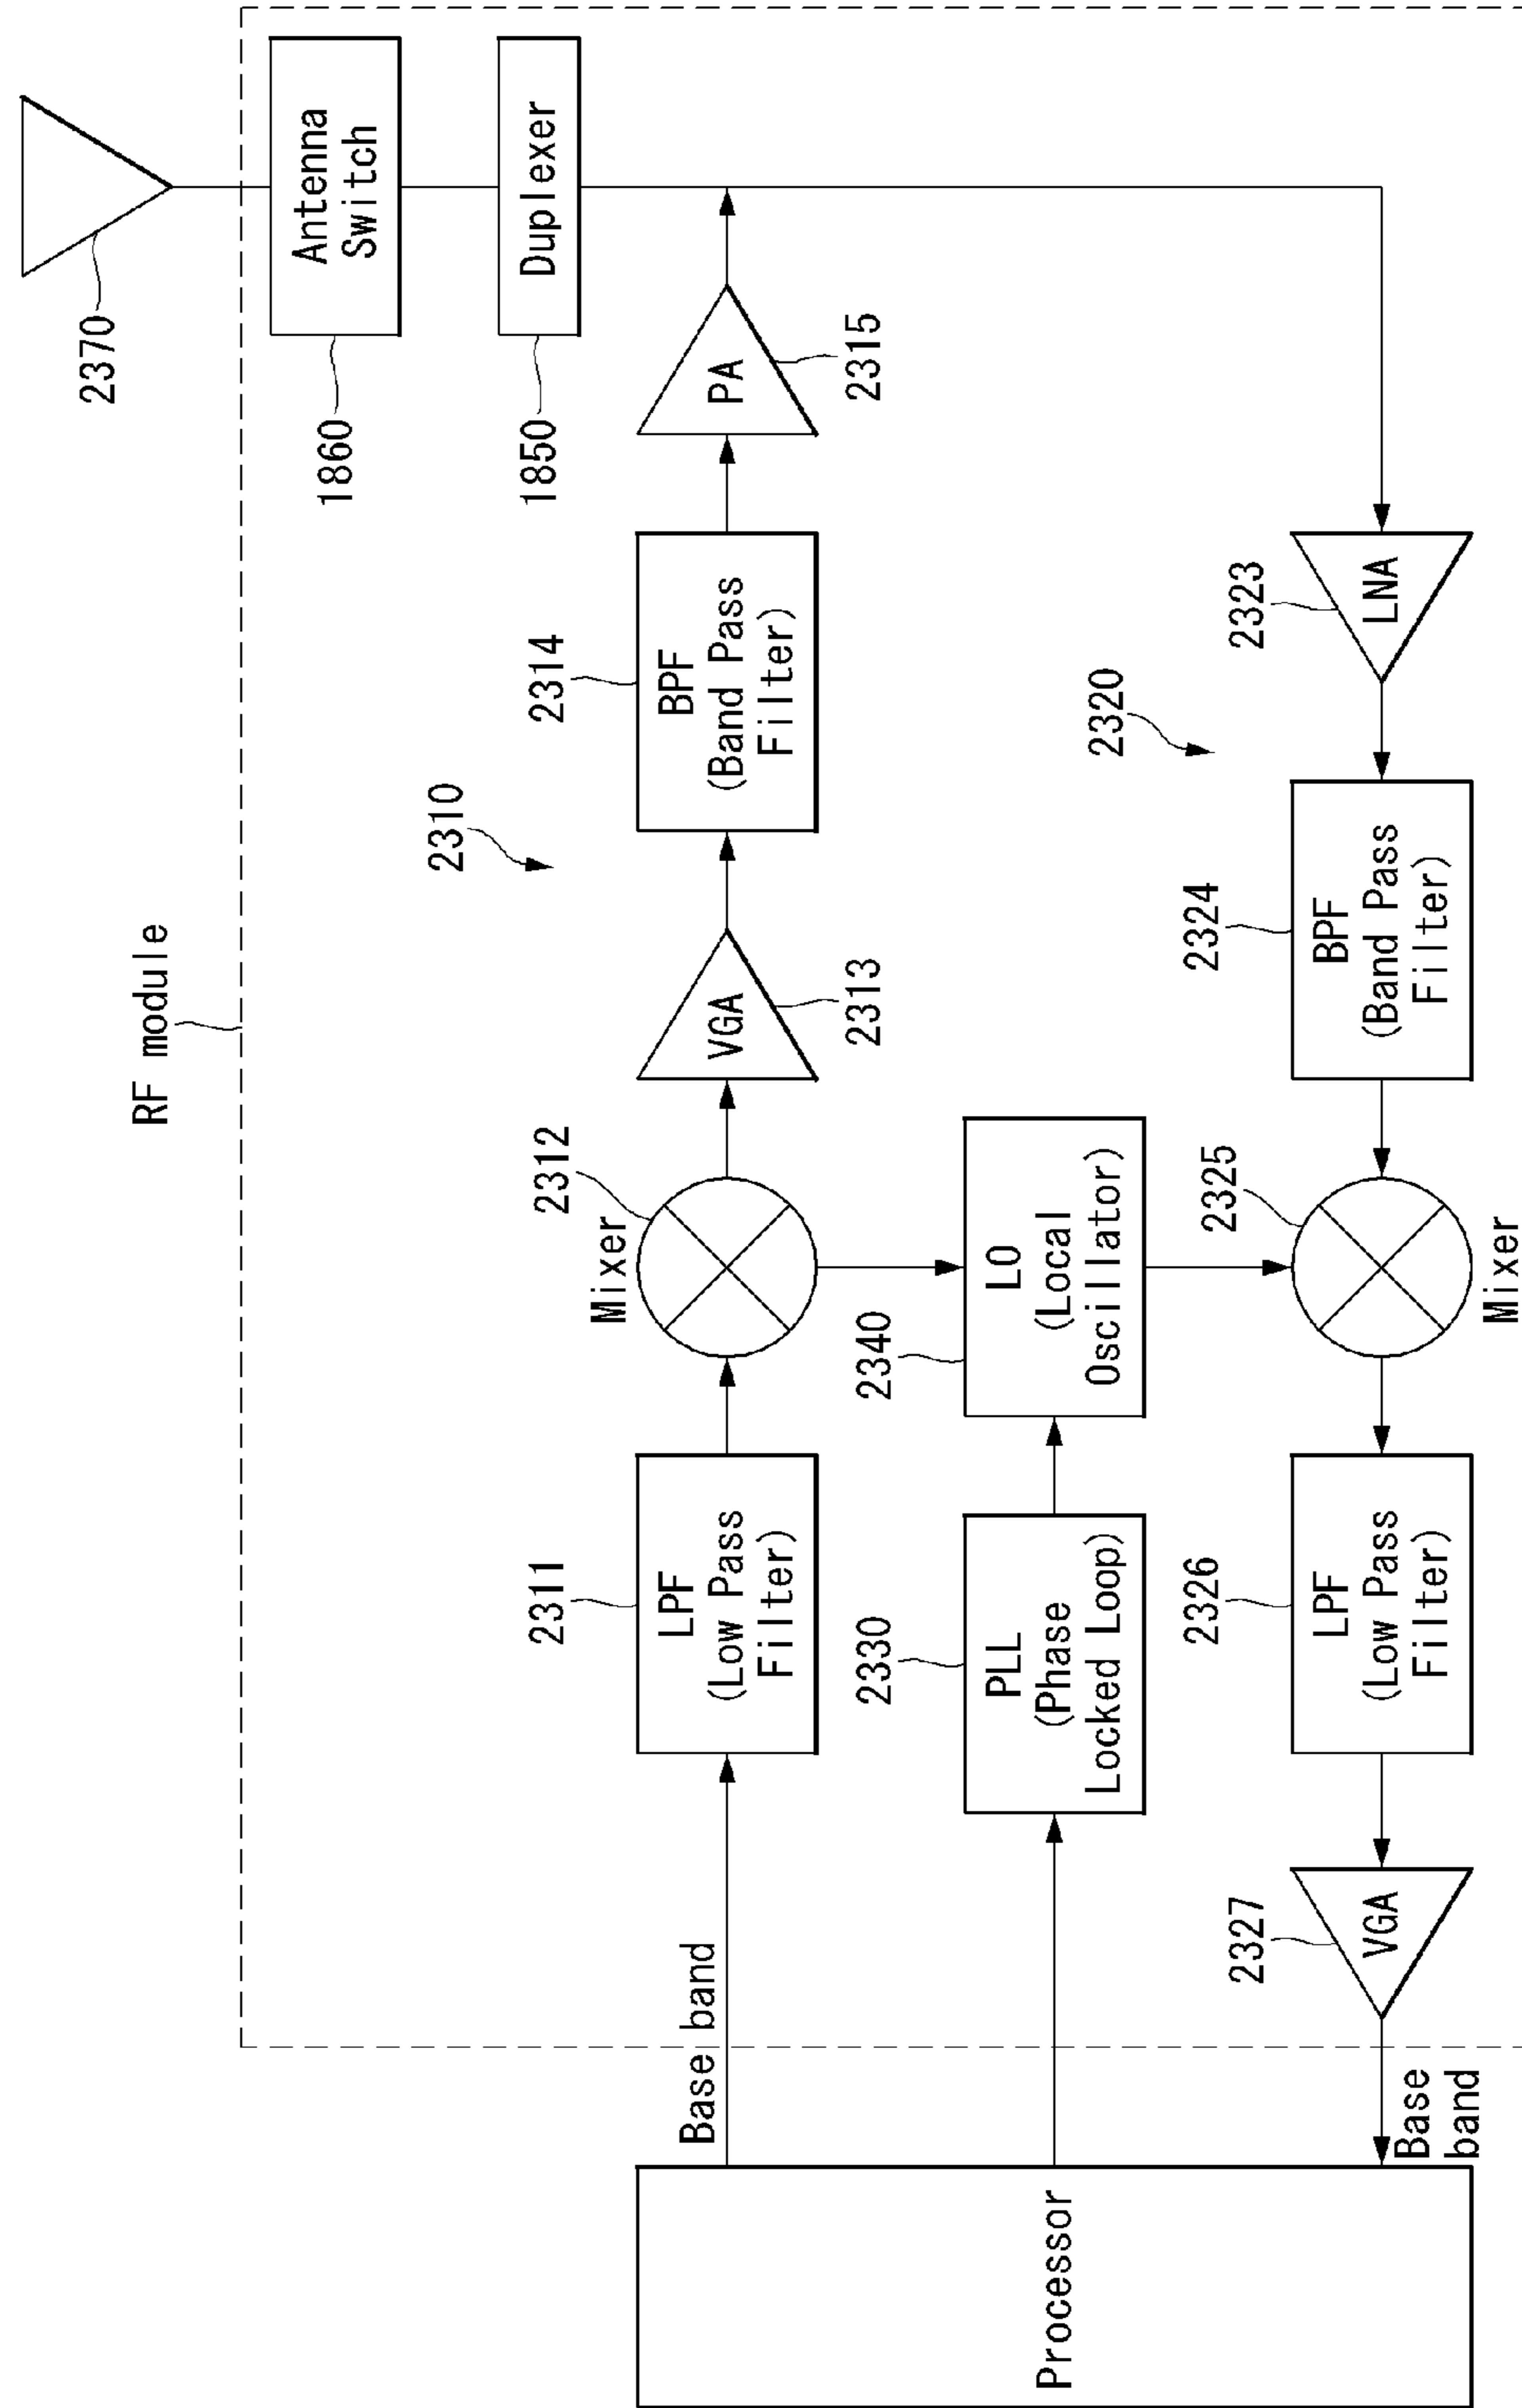 RF module
2370
Antenna
Switch
1860
Duplexer
1850
2310
Base band
LPF
(Low Pass
Filter)
2311
Mixer
2312
VGA
2313
BPF
(Band Pass
Filter)
2314
PA
2315
Processor
PLL
(Phase
Locked Loop)
2330
LO
(Local
Oscillator)
2340
2320
LNA
2323
BPF
(Band Pass
Filter)
2324
2325
Mixer
LPF
(Low Pass
Filter)
2326
VGA
2327
Base
band